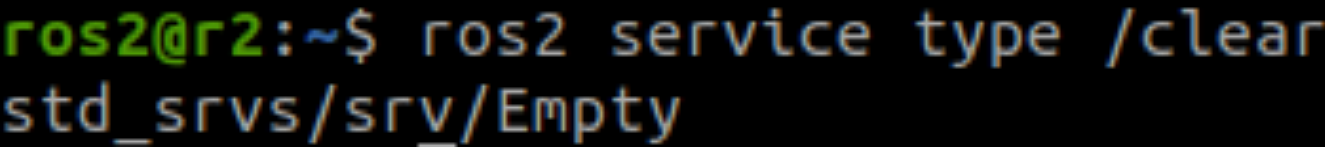 ros2@r2:~$ ros2 service type /clear
std_srvs/srv/Empty